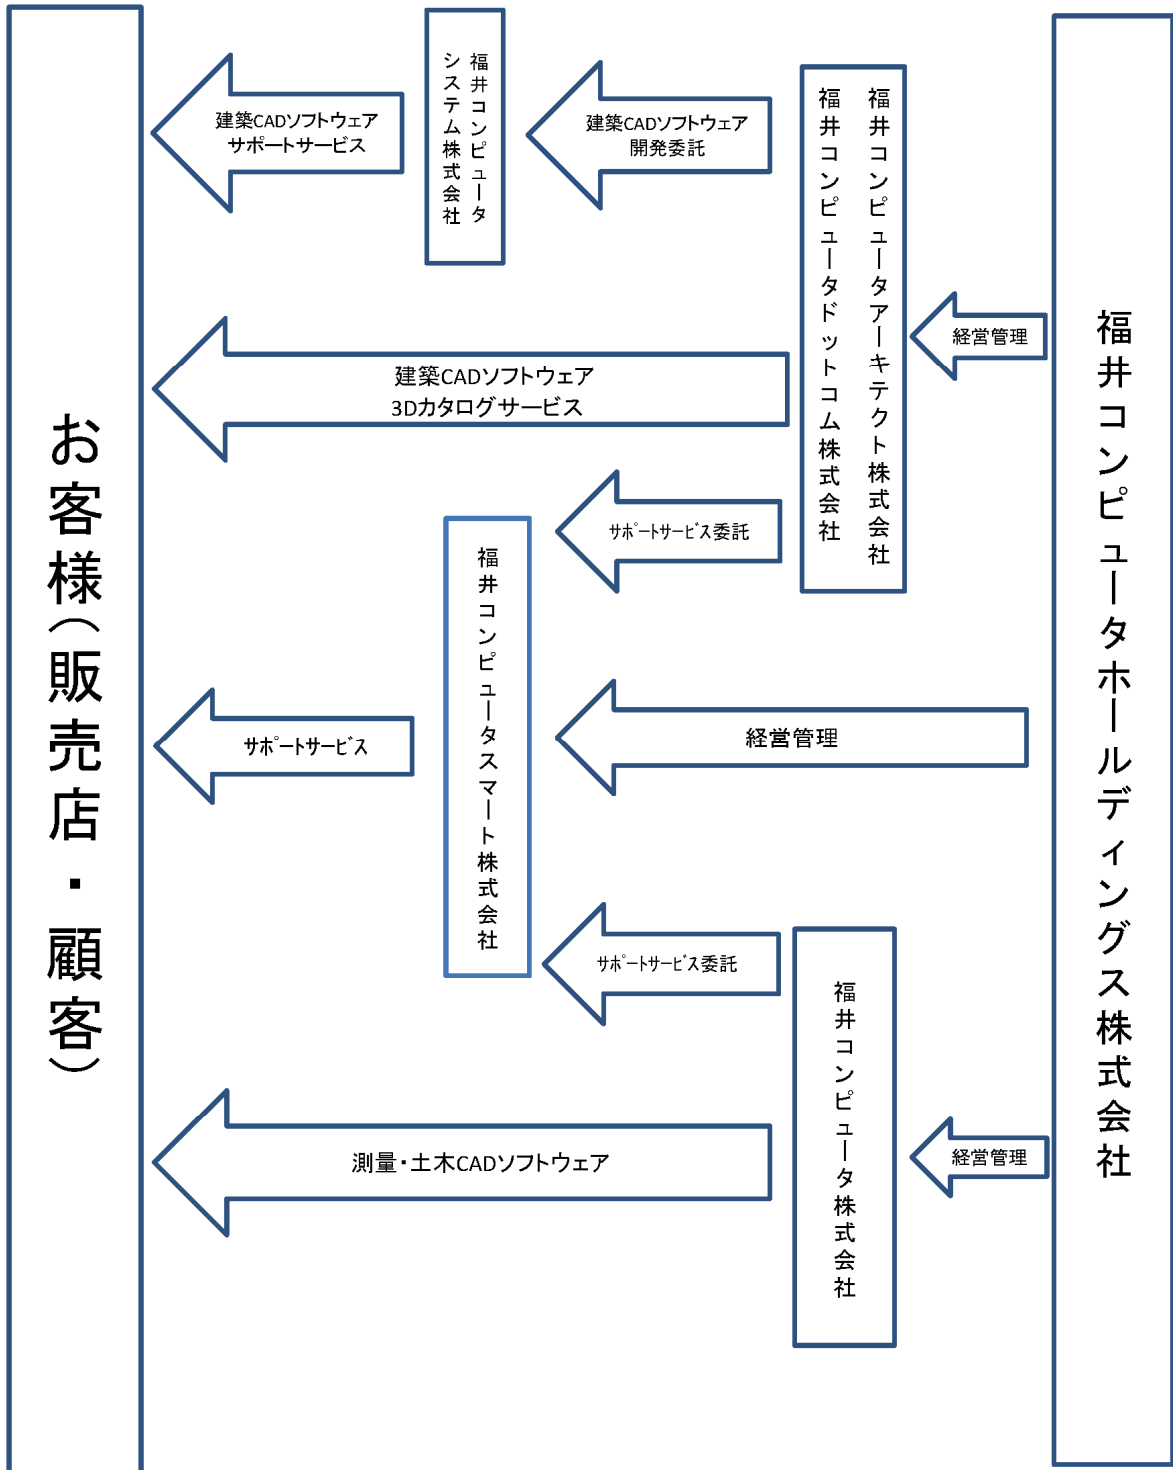 福井コンピュータホールディングス株式会社
経営管理
福井コンピュータアーキテクト株式会社
福井コンピュータドットコム株式会社
建築CADソフトウェア
開発委託
福井コンピュータ
システム株式会社
建築CADソフトウェア
サポートサービス
建築CADソフトウェア
3Dカタログサービス
サポートサービス委託
経営管理
福井コンピュータスマート株式会社
サポートサービス
サポートサービス委託
経営管理
福井コンピュータ株式会社
測量・土木CADソフトウェア
お客様（販売店・顧客）